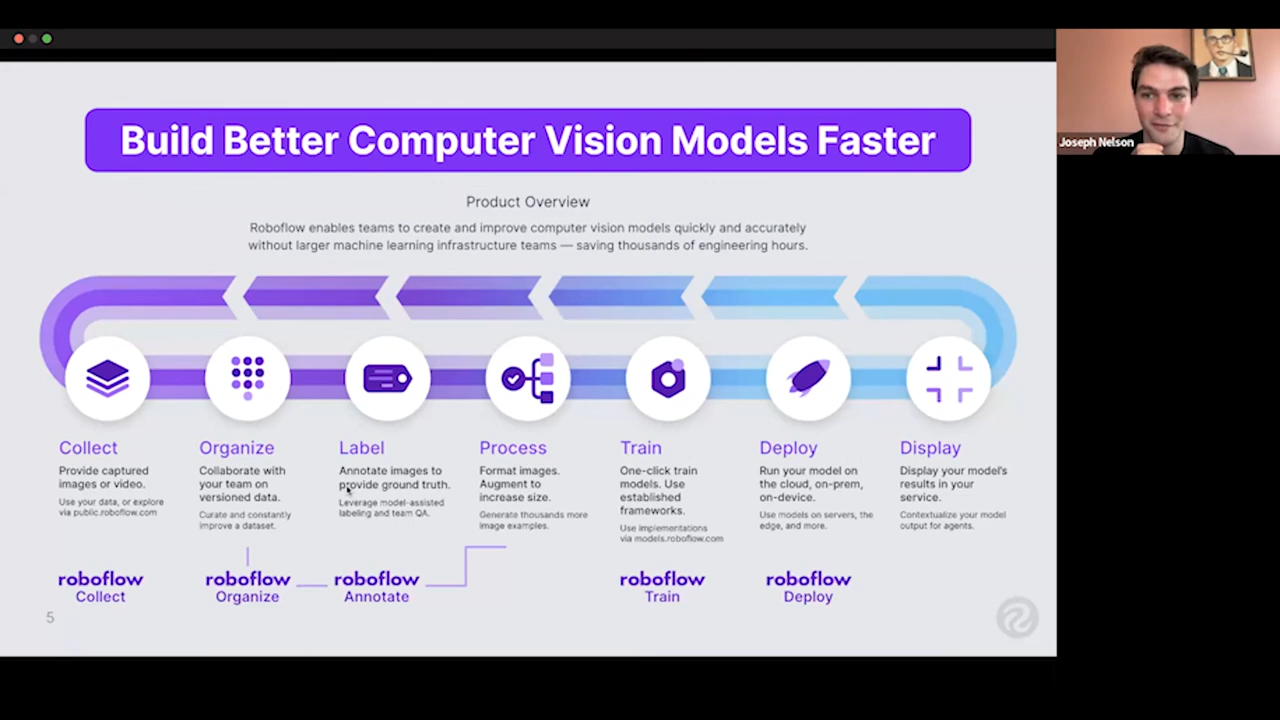 Build Better Computer Vision Models Faster
Joseph Nelson
Product Overview
Roboflow enables teams to create and improve computer vision models quickly and accurately
without larger machine learning infrastructure teams — saving thousands of engineering hours.
Collect
Provide captured
images or video.
Use your data, or explore
via public.roboflow.com
Organize
Collaborate with
your team on
versioned data.
Curate and constantly
improve a dataset.
Label
Annotate images to
provide ground truth.
Leverage model-assisted
labeling and team QA.
Process
Format images.
Augment to
increase size.
Generate thousands more
image examples.
Train
One-click train
models. Use
established
frameworks.
Use implementations
via models.roboflow.com
Deploy
Run your model on
the cloud, on-prem,
on-device.
Use models on servers, the
edge, and more.
Display
Display your model's
results in your
service.
Contextualize your model
output for agents.
roboflow
Collect
roboflow
Organize
roboflow
Annotate
roboflow
Train
roboflow
Deploy
5